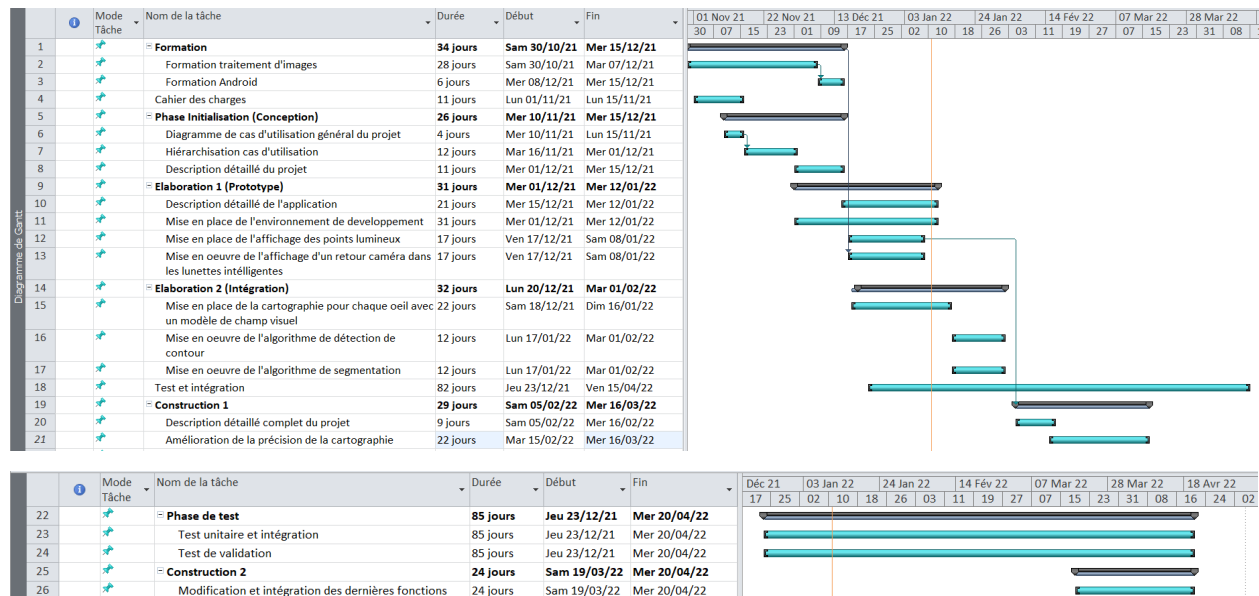 Mode Tâche Nom de la tâche Durée Début Fin 01 Nov 21 22 Nov 21 13 Déc 21 03 Jan 22 24 Jan 22 14 Fév 22 07 Mar 22 28 Mar 22
30 07 15 23 01 09 17 25 02 10 18 26 03 11 19 27 07 15 23 31 08
1 Formation 34 jours Sam 30/10/21 Mer 15/12/21
2 Formation traitement d'images 28 jours Sam 30/10/21 Mar 07/12/21
3 Formation Android 6 jours Mer 08/12/21 Mer 15/12/21
4 Cahier des charges 11 jours Lun 01/11/21 Lun 15/11/21
5 Phase Initialisation (Conception) 26 jours Mer 10/11/21 Mer 15/12/21
6 Diagramme de cas d'utilisation général du projet 4 jours Mer 10/11/21 Lun 15/11/21
7 Hiérarchisation cas d'utilisation 12 jours Mar 16/11/21 Mer 01/12/21
8 Description détaillé du projet 11 jours Mer 01/12/21 Mer 15/12/21
9 Elaboration 1 (Prototype) 31 jours Mer 01/12/21 Mer 12/01/22
10 Description détaillé de l'application 21 jours Mer 15/12/21 Mer 12/01/22
11 Mise en place de l'environnement de developpement 31 jours Mer 01/12/21 Mer 12/01/22
12 Mise en place de l'affichage des points lumineux 17 jours Ven 17/12/21 Sam 08/01/22
13 Mise en oeuvre de l'affichage d'un retour caméra dans 17 jours Ven 17/12/21 Sam 08/01/22
les lunettes intélligentes
14 Elaboration 2 (Intégration) 32 jours Lun 20/12/21 Mar 01/02/22
15 Mise en place de la cartographie pour chaque oeil avec 22 jours Sam 18/12/21 Dim 16/01/22
un modèle de champ visuel
16 Mise en oeuvre de l'algorithme de détection de 12 jours Lun 17/01/22 Mar 01/02/22
contour
17 Mise en oeuvre de l'algorithme de segmentation 12 jours Lun 17/01/22 Mar 01/02/22
18 Test et intégration 82 jours Jeu 23/12/21 Ven 15/04/22
19 Construction 1 29 jours Sam 05/02/22 Mer 16/03/22
20 Description détaillé complet du projet 9 jours Sam 05/02/22 Mer 16/02/22
21 Amélioration de la précision de la cartographie 22 jours Mar 15/02/22 Mer 16/03/22
Diagramme de Gantt
Mode Tâche Nom de la tâche Durée Début Fin Déc 21 03 Jan 22 24 Jan 22 14 Fév 22 07 Mar 22 28 Mar 22 18 Avr 22
17 25 02 10 18 26 03 11 19 27 07 15 23 31 08 16 24 02
22 Phase de test 85 jours Jeu 23/12/21 Mer 20/04/22
23 Test unitaire et intégration 85 jours Jeu 23/12/21 Mer 20/04/22
24 Test de validation 85 jours Jeu 23/12/21 Mer 20/04/22
25 Construction 2 24 jours Sam 19/03/22 Mer 20/04/22
26 Modification et intégration des dernières fonctions 24 jours Sam 19/03/22 Mer 20/04/22